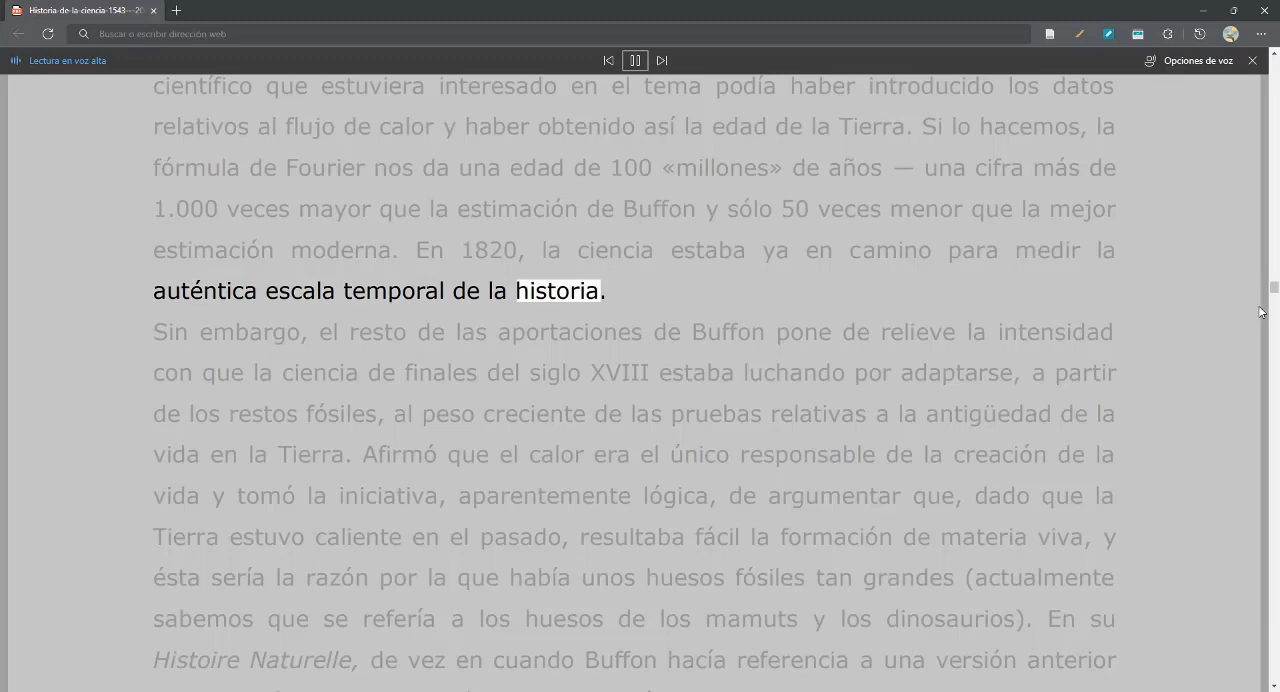 Historia-de-la-ciencia-1543---20
Buscar o escribir dirección web
Lectura en voz alta
Opciones de voz
científico que estuviera interesado en el tema podía haber introducido los datos
relativos al flujo de calor y haber obtenido así la edad de la Tierra. Si lo hacemos, la
fórmula de Fourier nos da una edad de 100 «millones» de años — una cifra más de
1.000 veces mayor que la estimación de Buffon y sólo 50 veces menor que la mejor
estimación moderna. En 1820, la ciencia estaba ya en camino para medir la
auténtica escala temporal de la historia.
Sin embargo, el resto de las aportaciones de Buffon pone de relieve la intensidad
con que la ciencia de finales del siglo XVIII estaba luchando por adaptarse, a partir
de los restos fósiles, al peso creciente de las pruebas relativas a la antigüedad de la
vida en la Tierra. Afirmó que el calor era el único responsable de la creación de la
vida y tomó la iniciativa, aparentemente lógica, de argumentar que, dado que la
Tierra estuvo caliente en el pasado, resultaba fácil la formación de materia viva, y
ésta sería la razón por la que había unos huesos fósiles tan grandes (actualmente
sabemos que se refería a los huesos de los mamuts y los dinosaurios). En su
Histoire Naturelle, de vez en cuando Buffon hacía referencia a una versión anterior